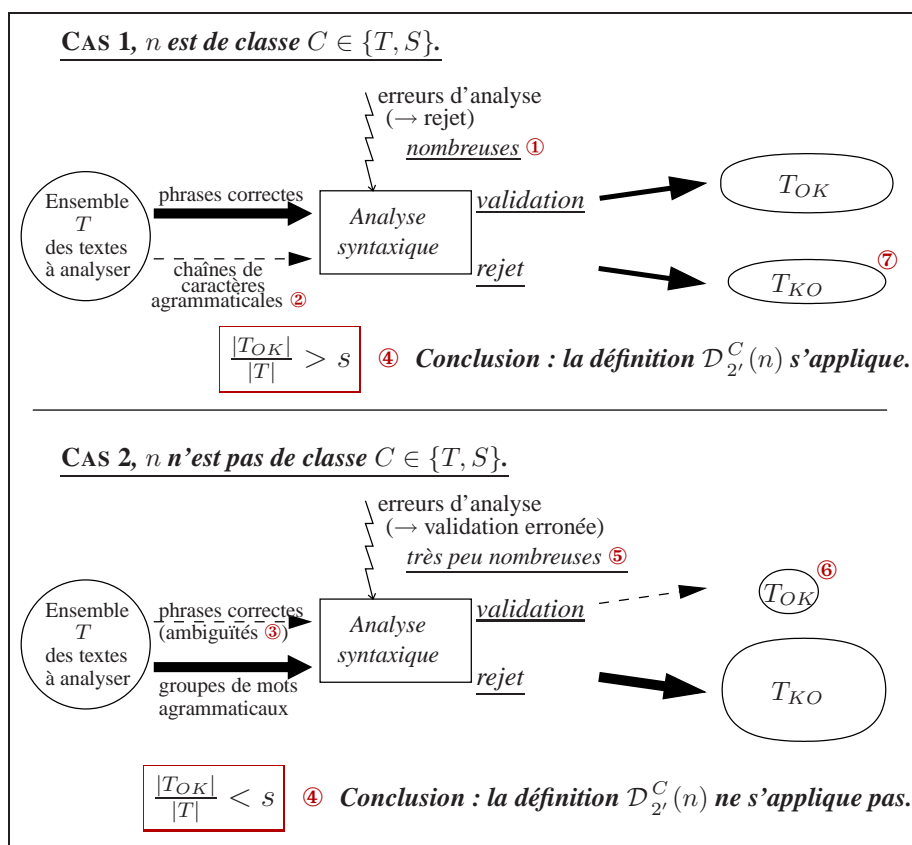 CAS 1, n est de classe C ∈ {T, S}.
erreurs d'analyse
(→ rejet)
nombreuses ①
Ensemble
T
des textes
à analyser
phrases correctes
chaînes de
caractères
agrammaticales ②
Analyse
syntaxique
validation
rejet
T_OK
T_KO ⑦
|T_OK| / |T| > s ④ Conclusion : la définition D_2'^C(n) s'applique.
CAS 2, n n'est pas de classe C ∈ {T, S}.
erreurs d'analyse
(→ validation erronée)
très peu nombreuses ⑤
Ensemble
T
des textes
à analyser
phrases correctes
(ambiguïtés ③)
groupes de mots
agrammaticaux
Analyse
syntaxique
validation
rejet
T_OK ⑥
T_KO
|T_OK| / |T| < s ④ Conclusion : la définition D_2'^C(n) ne s'applique pas.